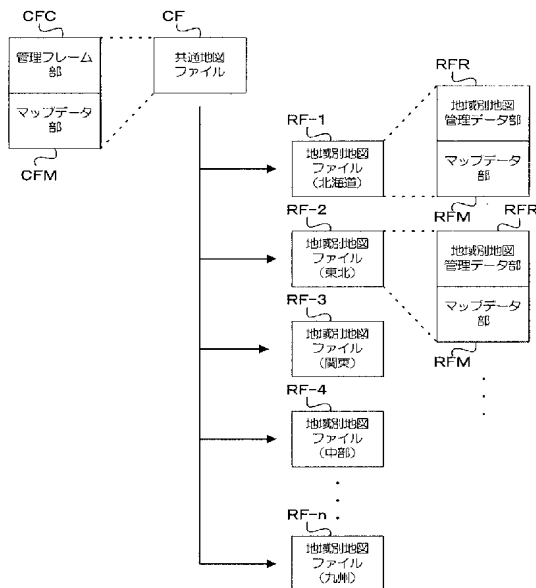 CFC
管理フレーム
部
マップデータ
部
CFM
CF
共通地図
ファイル
RF-1
地域別地図
ファイル
(北海道)
RFR
地域別地図
管理データ部
マップデータ
部
RFM
RF-2
地域別地図
ファイル
(東北)
RFR
地域別地図
管理データ部
マップデータ
部
RFM
RF-3
地域別地図
ファイル
(関東)
RF-4
地域別地図
ファイル
(中部)
RF-n
地域別地図
ファイル
(九州)